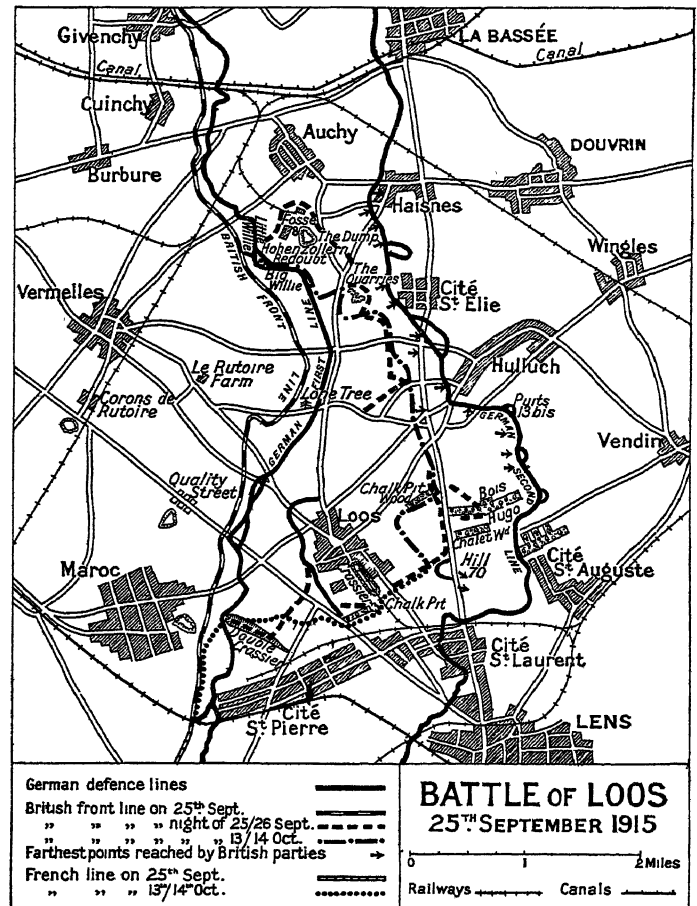 Givenchy
LA BASSÉE
Canal
Canal
Cuinchy
Auchy
DOUVRIN
Burbure
Haisnes
Fosse
8
The Dump
Hohenzollern
Redoubt
Wingles
BRITISH
FRONT
LINE
Big
Willie
The
Quarries
Cité
St. Elie
Vermelles
LINE
FIRST
GERMAN
Hulluch
Le Rutoire
Farm
Lone Tree
Corons de
Rutoire
Puits
13 bis
GERMAN
SECOND
LINE
Vendin
Quality
Street
Chalk Pit
Wood
Bois
Hugo
Loos
Chalet Wd
Hill
70
Cité
St. Auguste
Maroc
Crassier
Chalk Pit
Double
Crassier
Cité
St. Laurent
Cité
St. Pierre
LENS
German defence lines
British front line on 25th Sept.
„ „ „ „ night of 25/26 Sept.
„ „ „ „ „ „ 13/14 Oct.
Farthest points reached by British parties
French line on 25th Sept.
„ „ „ 13th/14th Oct.
BATTLE OF LOOS
25TH SEPTEMBER 1915
0 1 2 Miles
Railways Canals